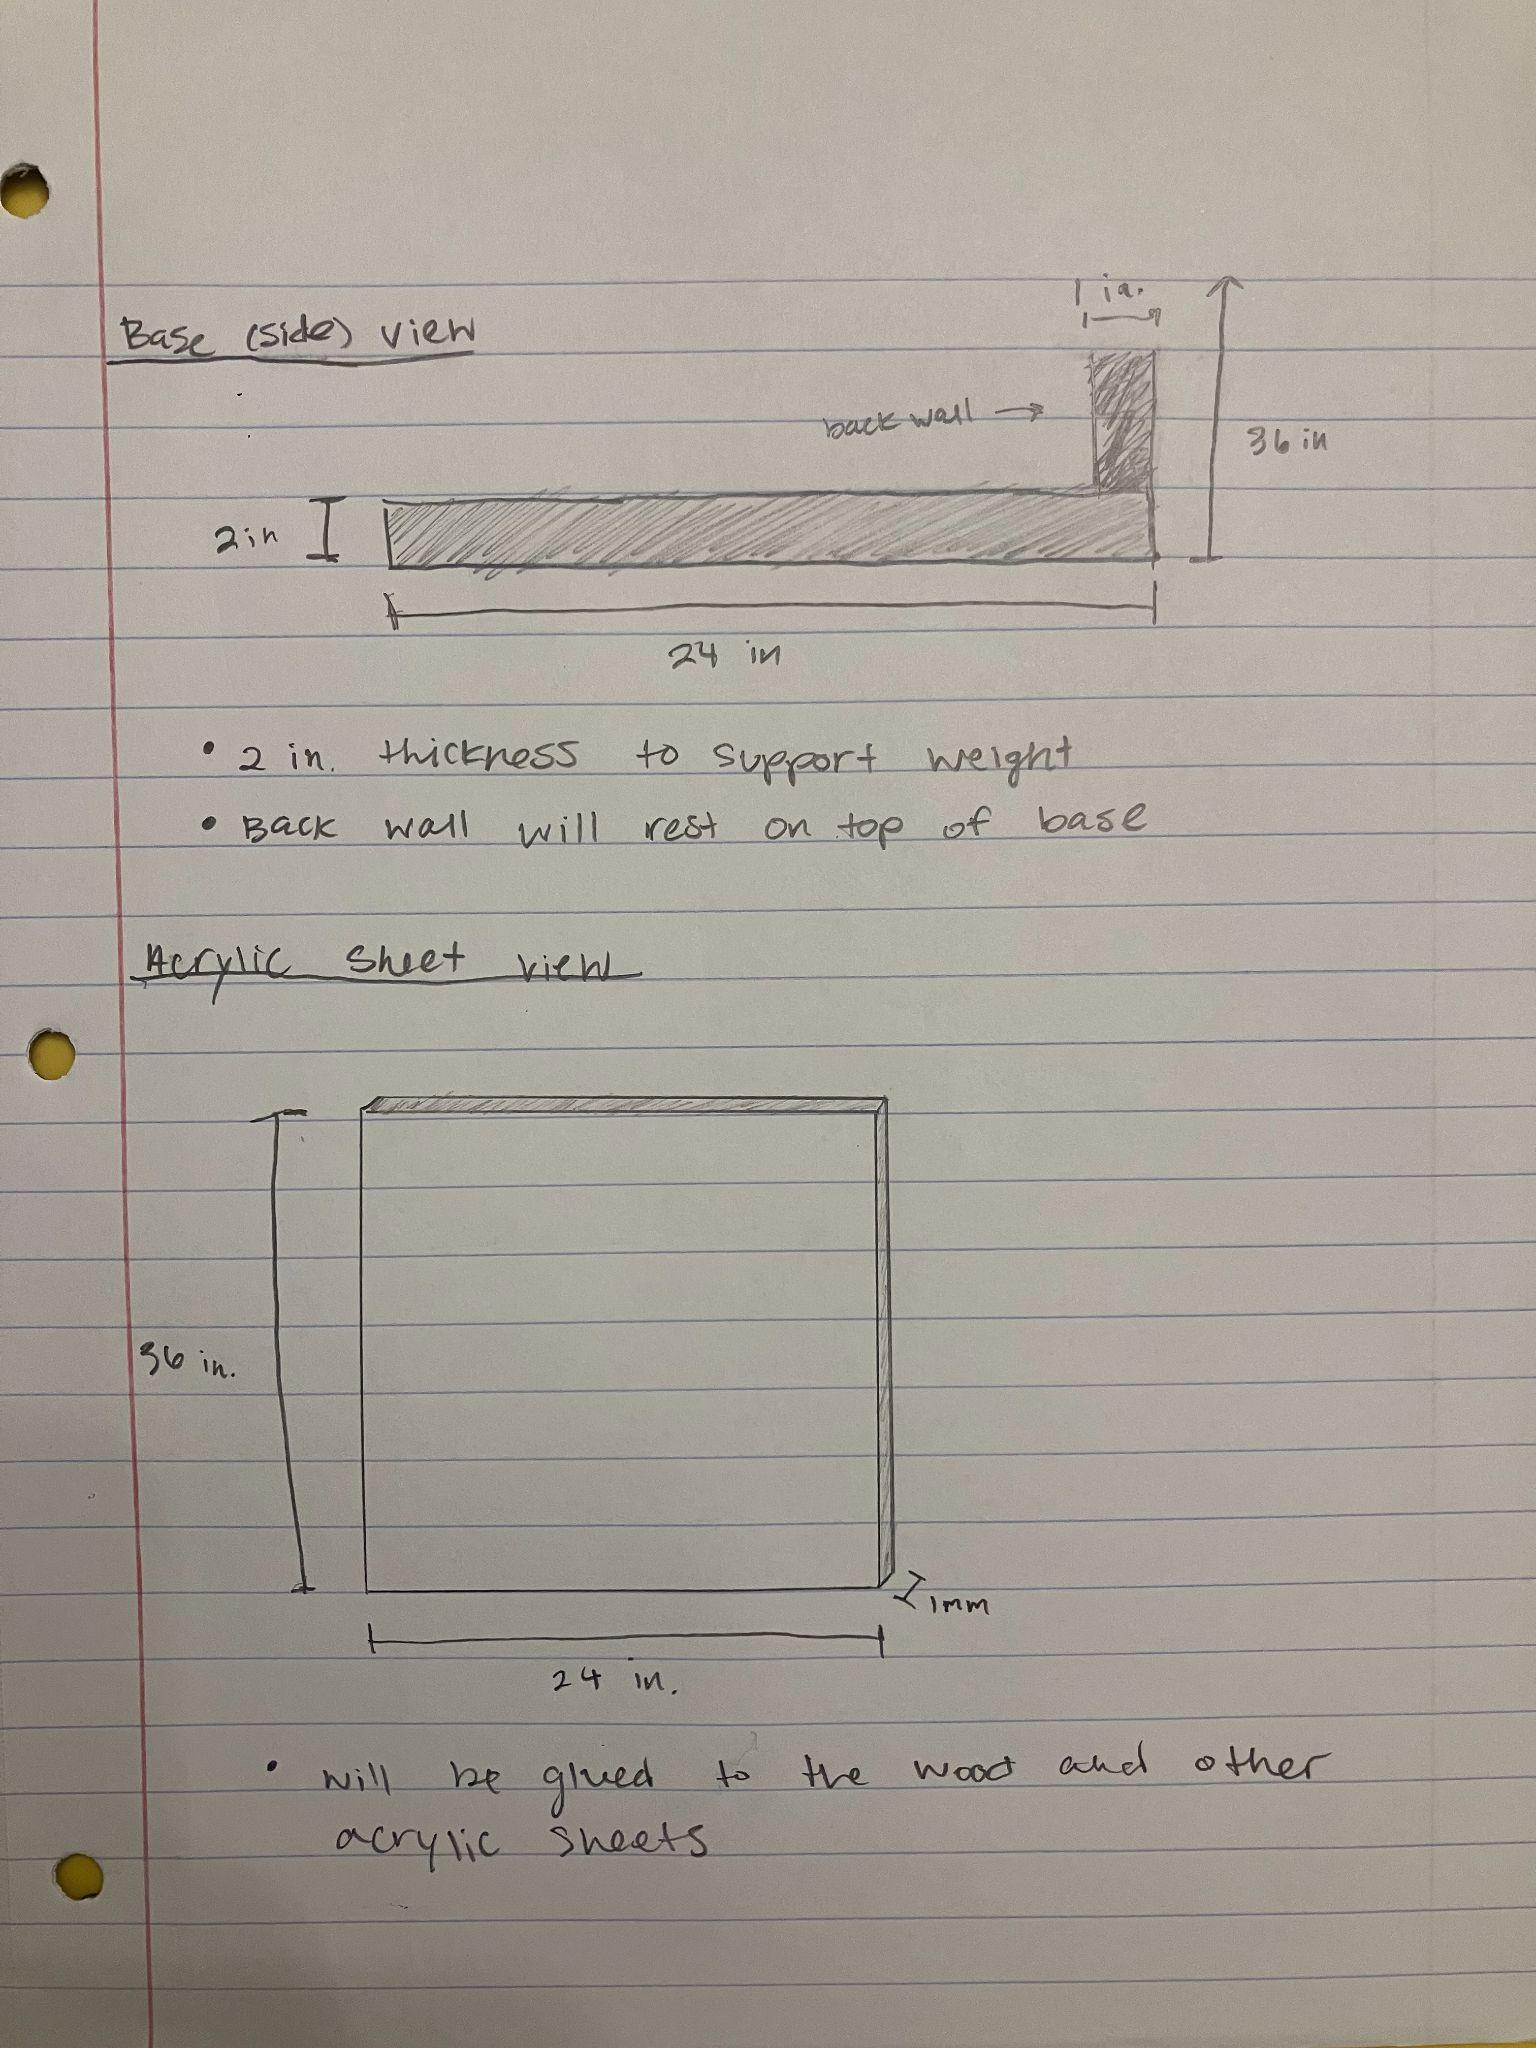 1 in.
Base (side) view
back wall →
36 in
2 in
24 in
• 2 in. thickness to support weight
• Back wall will rest on top of base
Acrylic sheet view
36 in.
1mm
24 in.
• will be glued to the wood and other
acrylic sheets